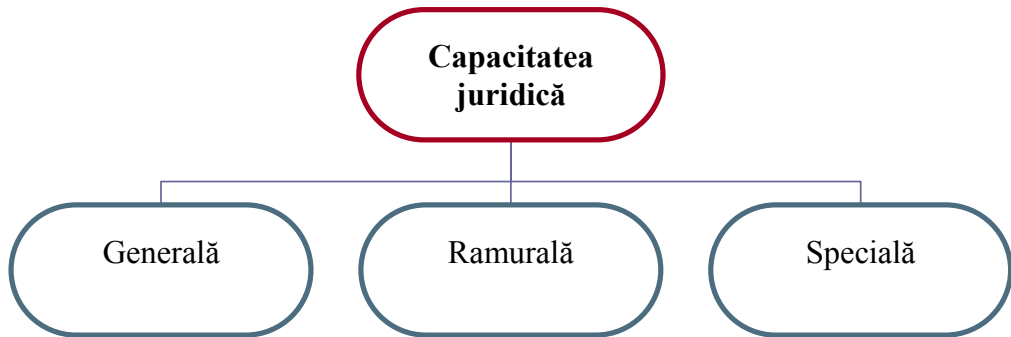 Capacitatea
juridică
Generală
Ramurală
Specială